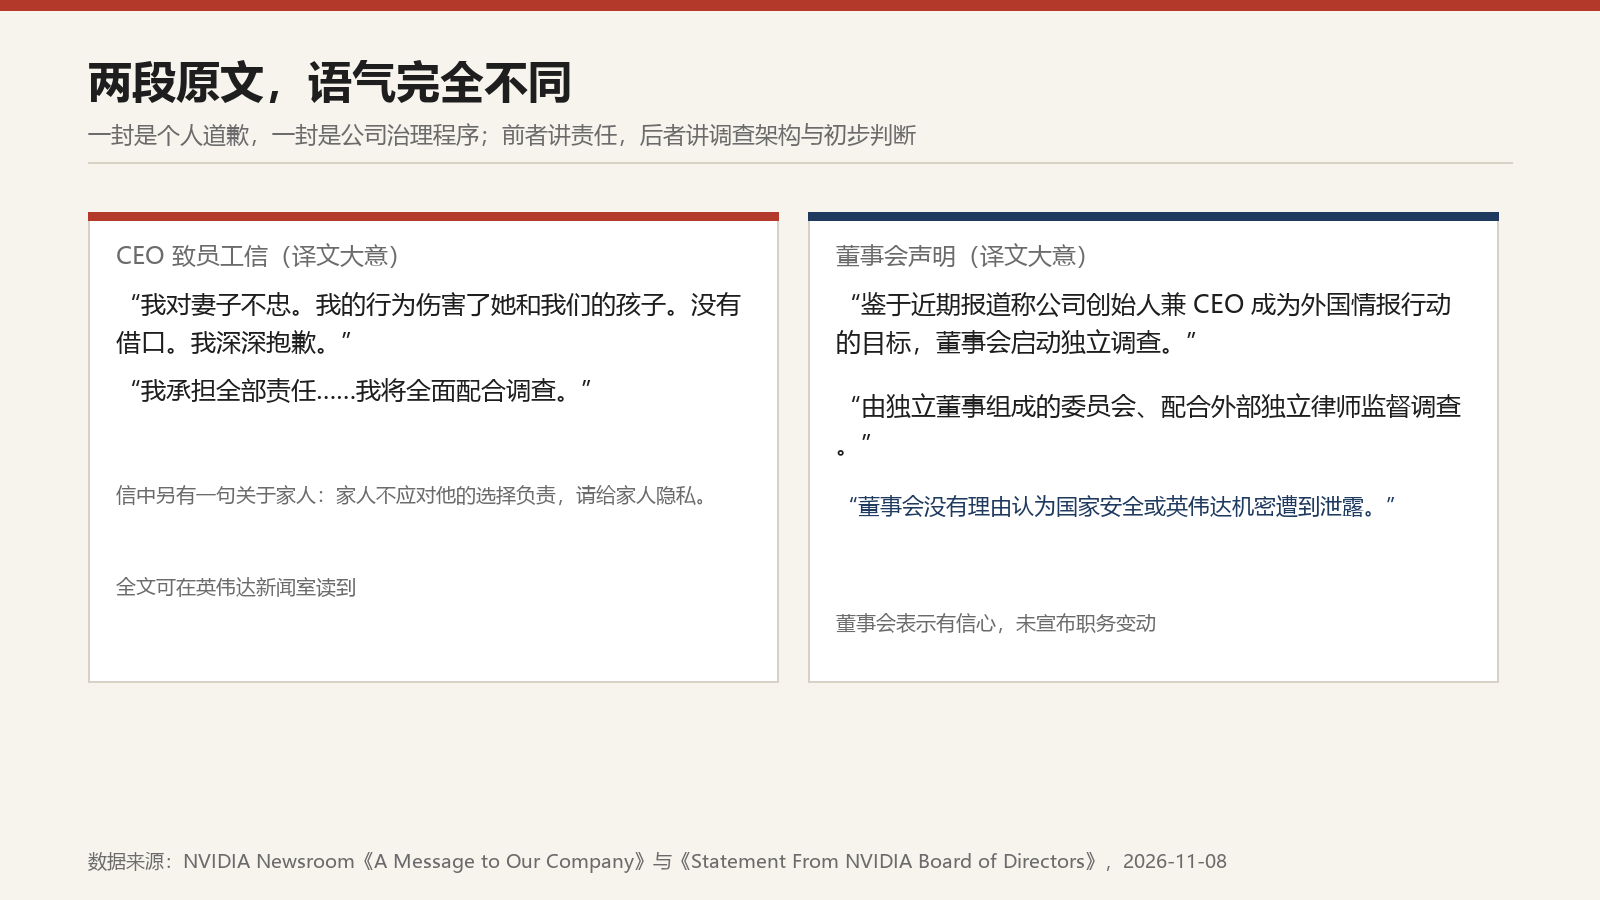 两段原文，语气完全不同
一封是个人道歉，一封是公司治理程序；前者讲责任，后者讲调查架构与初步判断
CEO 致员工信（译文大意）
“我对妻子不忠。我的行为伤害了她和我们的孩子。没有
借口。我深深抱歉。”
“我承担全部责任……我将全面配合调查。”
信中另有一句关于家人：家人不应对他的选择负责，请给家人隐私。
全文可在英伟达新闻室读到
董事会声明（译文大意）
“鉴于近期报道称公司创始人兼 CEO 成为外国情报行动
的目标，董事会启动独立调查。”
“由独立董事组成的委员会、配合外部独立律师监督调查
。”
“董事会没有理由认为国家安全或英伟达机密遭到泄露。”
董事会表示有信心，未宣布职务变动
数据来源：NVIDIA Newsroom《A Message to Our Company》与《Statement From NVIDIA Board of Directors》，2026-11-08